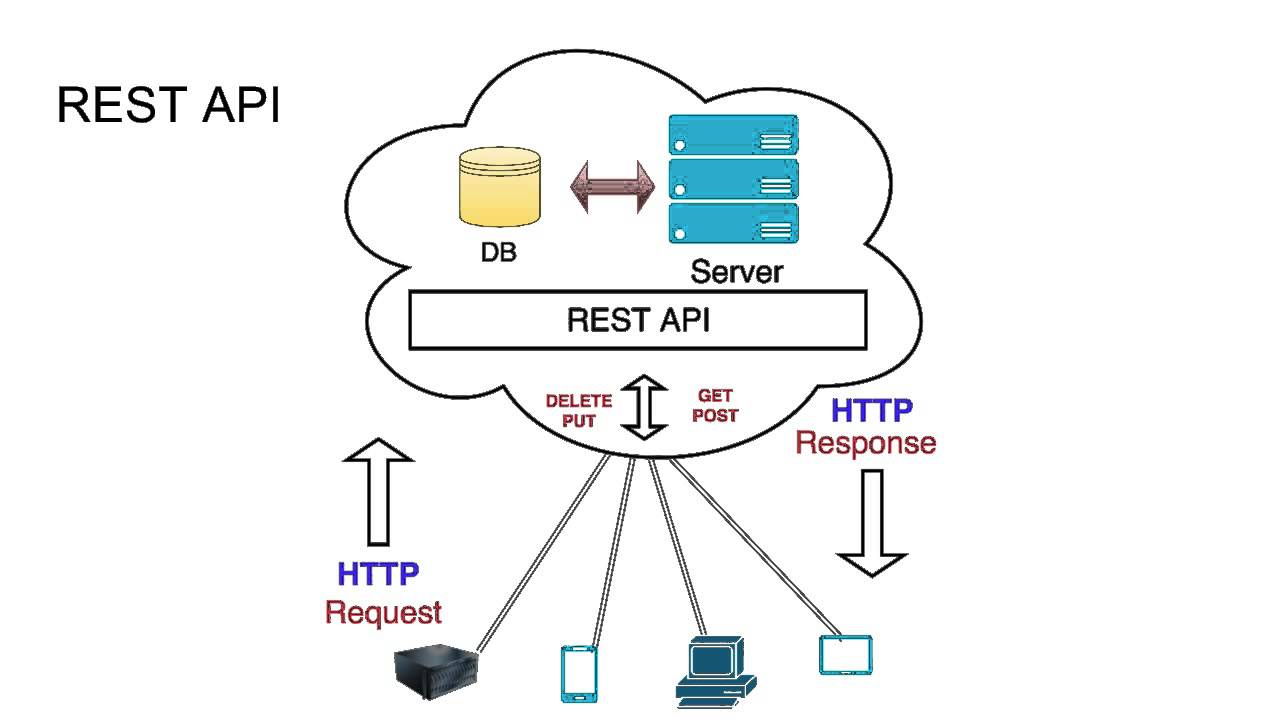 REST API
DB
Server
REST API
DELETE
PUT
GET
POST
HTTP
Response
HTTP
Request